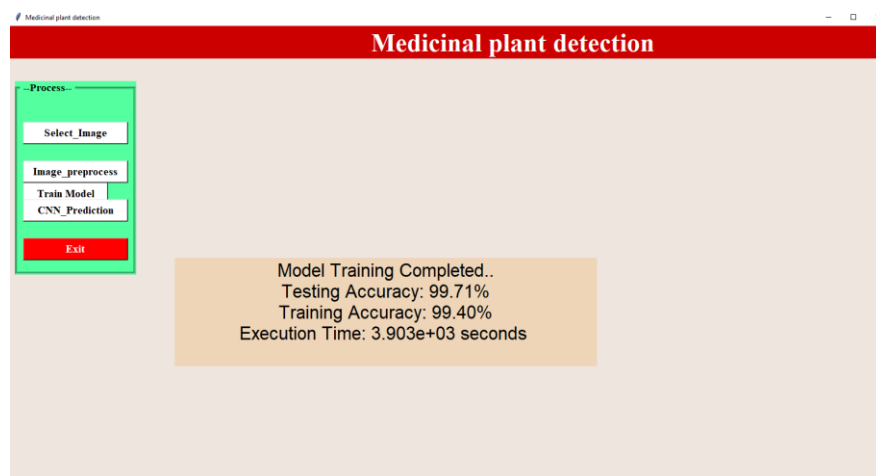 Medicinal plant detection
Medicinal plant detection
--Process--
Select_Image
Image_preprocess
Train Model
CNN_Prediction
Exit
Model Training Completed..
Testing Accuracy: 99.71%
Training Accuracy: 99.40%
Execution Time: 3.903e+03 seconds